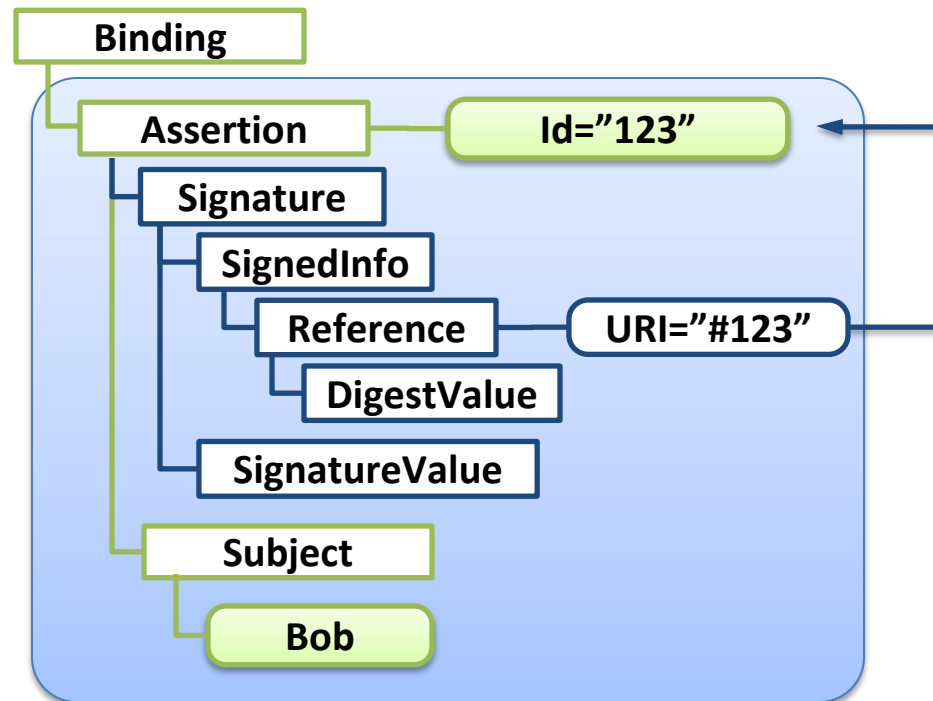 Binding
Assertion
Id=”123”
Signature
SignedInfo
Reference
URI=”#123”
DigestValue
SignatureValue
Subject
Bob